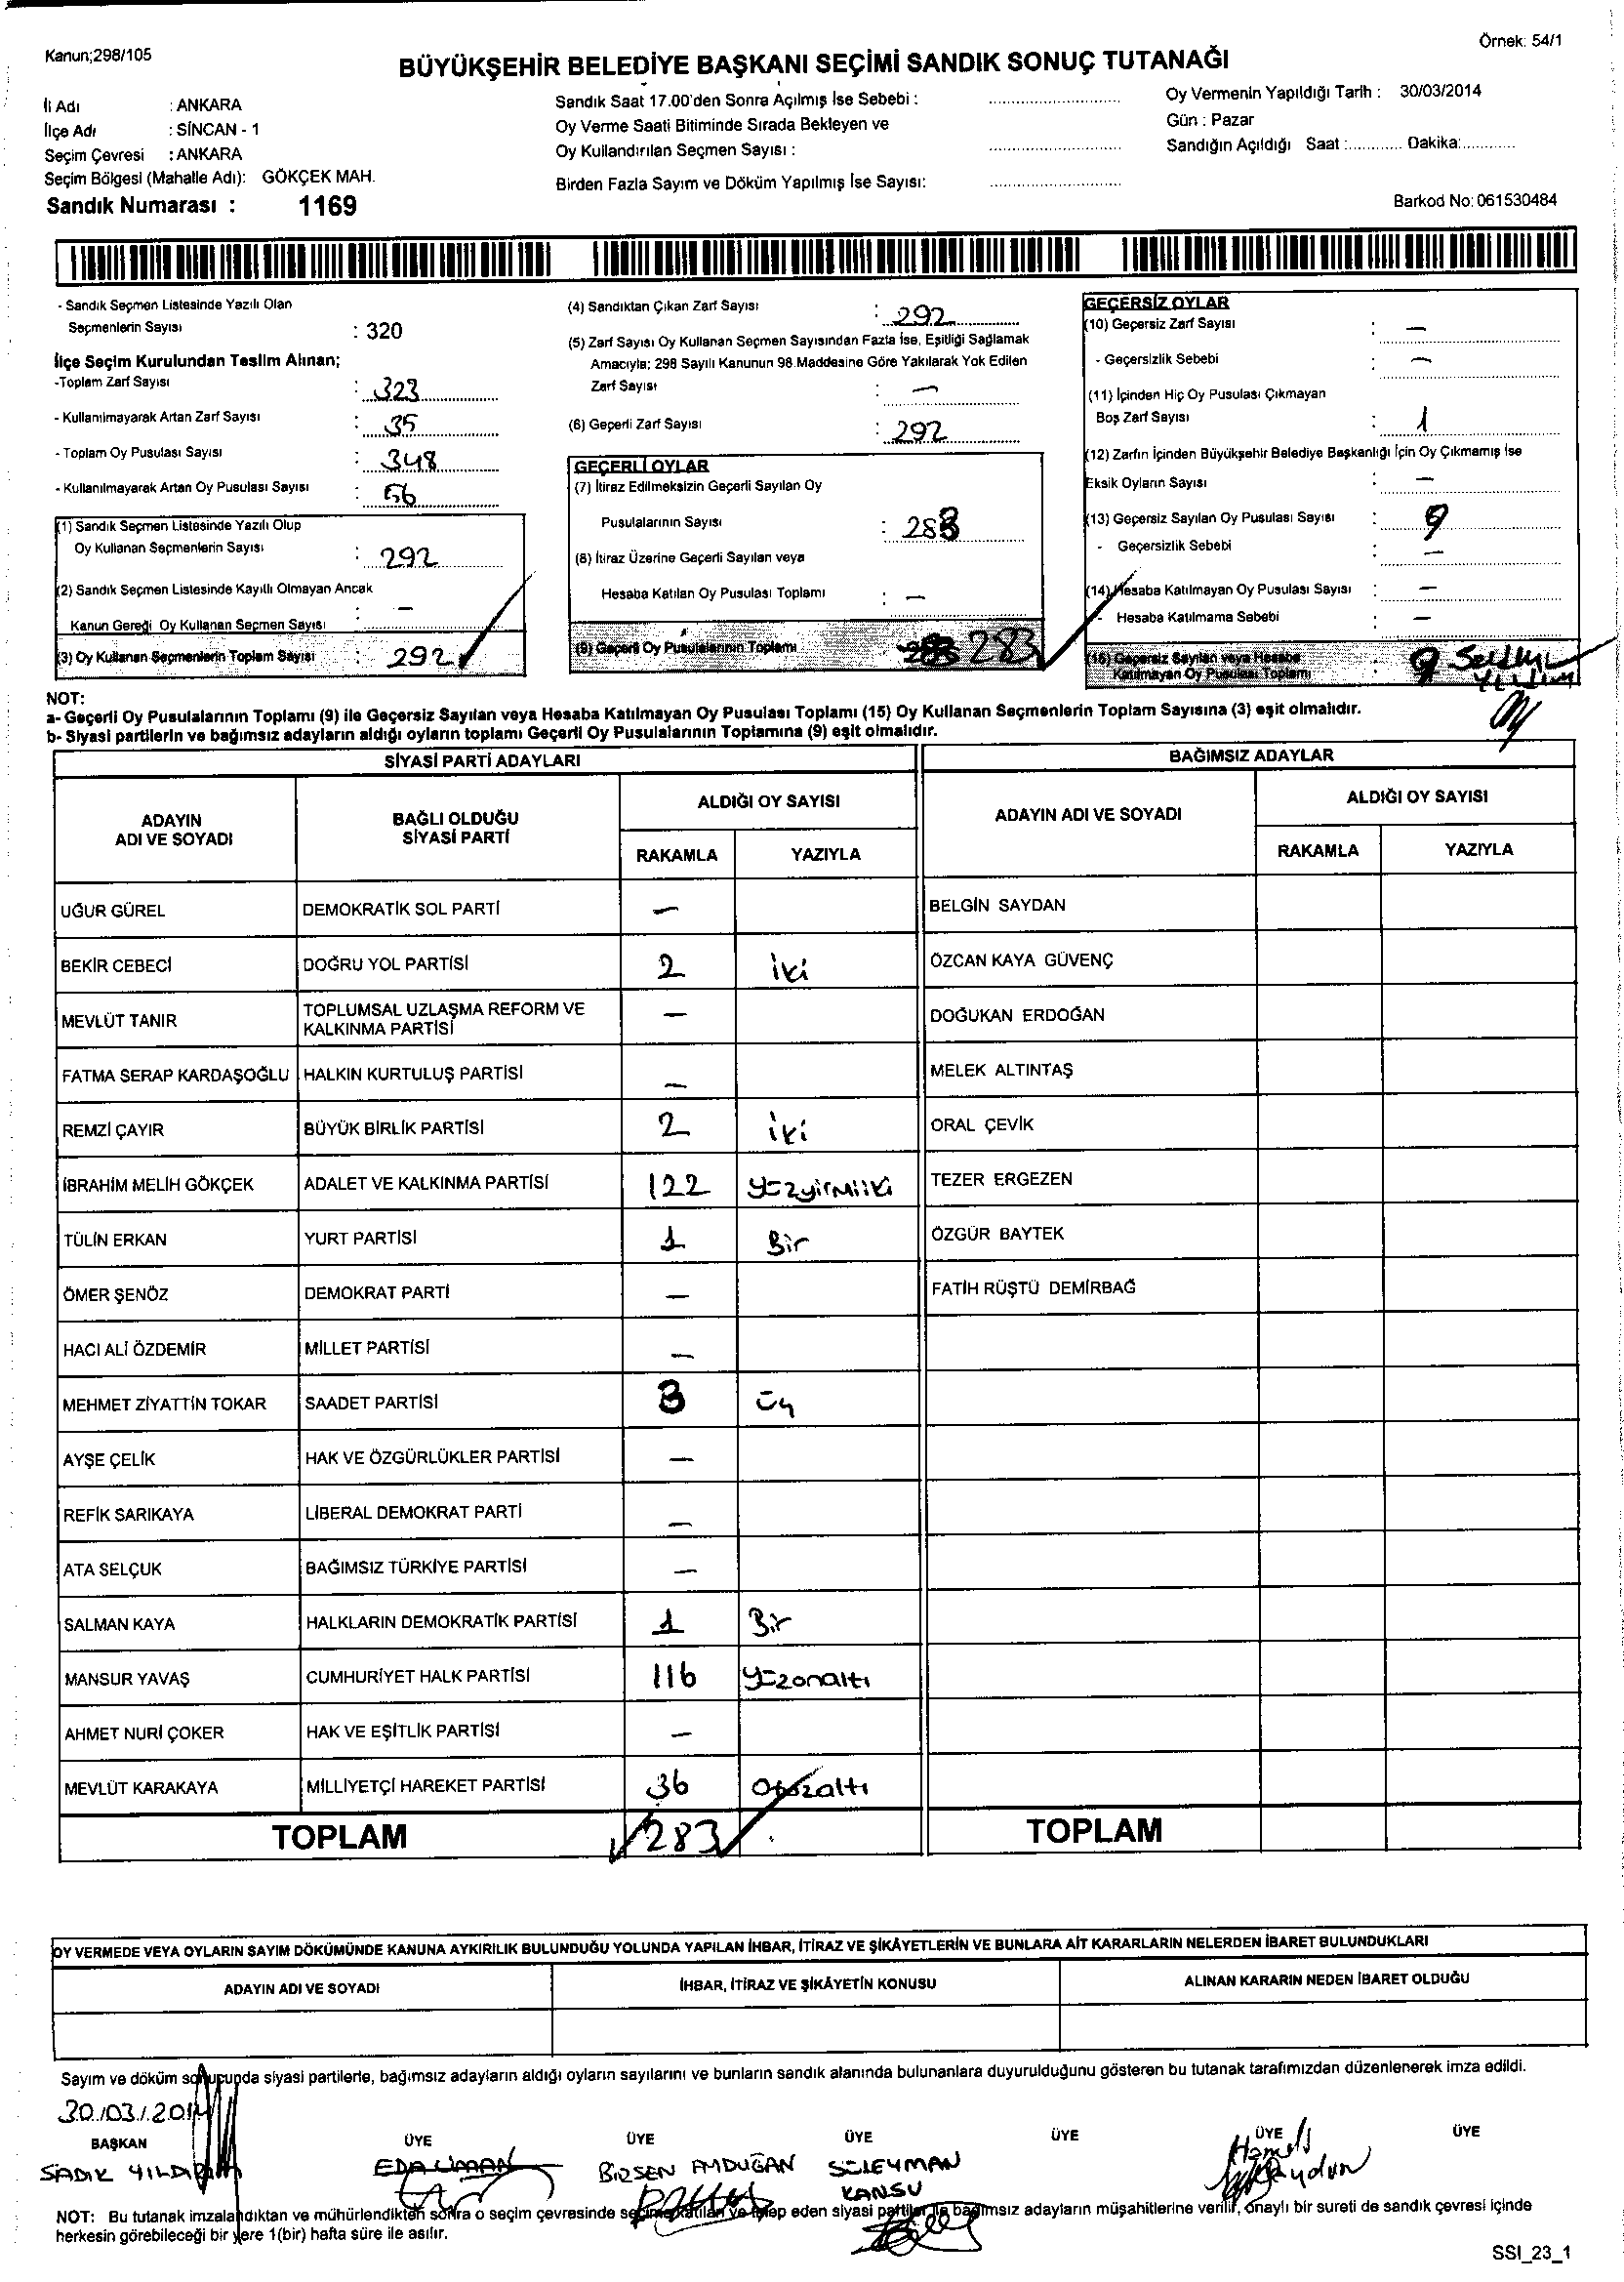 Kanun;298/105
Örnek: 54/1
BÜYÜKŞEHİR BELEDİYE BAŞKANI SEÇİMİ SANDIK SONUÇ TUTANAĞI
İli Adı : ANKARA
İlçe Adı : SİNCAN - 1
Seçim Çevresi : ANKARA
Seçim Bölgesi (Mahalle Adı): GÖKÇEK MAH.
Sandık Numarası : 1169
Sandık Saat 17.00'den Sonra Açılmış İse Sebebi :
Oy Verme Saati Bitiminde Sırada Bekleyen ve
Oy Kullandırılan Seçmen Sayısı :
Birden Fazla Sayım ve Döküm Yapılmış İse Sayısı:
Oy Vermenin Yapıldığı Tarih : 30/03/2014
Gün : Pazar
Sandığın Açıldığı Saat :............ Dakika:............
Barkod No: 061530484
- Sandık Seçmen Listesinde Yazılı Olan
Seçmenlerin Sayısı : 320
İlçe Seçim Kurulundan Teslim Alınan;
-Toplam Zarf Sayısı : 323
- Kullanılmayarak Artan Zarf Sayısı : 35
- Toplam Oy Pusulası Sayısı : 348
- Kullanılmayarak Artan Oy Pusulası Sayısı : 56
(1) Sandık Seçmen Listesinde Yazılı Olup
Oy Kullanan Seçmenlerin Sayısı : 292
(2) Sandık Seçmen Listesinde Kayıtlı Olmayan Ancak
Kanun Gereği Oy Kullanan Seçmen Sayısı : —
(3) Oy Kullanan Seçmenlerin Toplam Sayısı : 292
(4) Sandıktan Çıkan Zarf Sayısı : 292
(5) Zarf Sayısı Oy Kullanan Seçmen Sayısından Fazla İse, Eşitliği Sağlamak
Amacıyla; 298 Sayılı Kanunun 98.Maddesine Göre Yakılarak Yok Edilen
Zarf Sayısı : —
(6) Geçerli Zarf Sayısı : 292
GEÇERLİ OYLAR
(7) İtiraz Edilmeksizin Geçerli Sayılan Oy
Pusulalarının Sayısı : 283
(8) İtiraz Üzerine Geçerli Sayılan veya
Hesaba Katılan Oy Pusulası Toplamı : —
(9) Geçerli Oy Pusulalarının Toplamı 283
GEÇERSİZ OYLAR
(10) Geçersiz Zarf Sayısı : —
- Geçersizlik Sebebi : —
(11) İçinden Hiç Oy Pusulası Çıkmayan
Boş Zarf Sayısı : 1
(12) Zarfın İçinden Büyükşehir Belediye Başkanlığı İçin Oy Çıkmamış İse
Eksik Oyların Sayısı : —
(13) Geçersiz Sayılan Oy Pusulası Sayısı : 9
- Geçersizlik Sebebi : —
(14) Hesaba Katılmayan Oy Pusulası Sayısı : —
- Hesaba Katılmama Sebebi : —
(15) Geçersiz Sayılan veya Hesaba
Katılmayan Oy Pusulası Toplamı : 9
NOT:
a- Geçerli Oy Pusulalarının Toplamı (9) ile Geçersiz Sayılan veya Hesaba Katılmayan Oy Pusulası Toplamı (15) Oy Kullanan Seçmenlerin Toplam Sayısına (3) eşit olmalıdır.
b- Siyasi partilerin ve bağımsız adayların aldığı oyların toplamı Geçerli Oy Pusulalarının Toplamına (9) eşit olmalıdır.
SİYASİ PARTİ ADAYLARI
ADAYIN ADI VE SOYADI
BAĞLI OLDUĞU SİYASİ PARTİ
ALDIĞI OY SAYISI
RAKAMLA YAZIYLA
UĞUR GÜREL DEMOKRATİK SOL PARTİ —
BEKİR CEBECİ DOĞRU YOL PARTİSİ 2 iki
MEVLÜT TANIR TOPLUMSAL UZLAŞMA REFORM VE KALKINMA PARTİSİ —
FATMA SERAP KARDAŞOĞLU HALKIN KURTULUŞ PARTİSİ —
REMZİ ÇAYIR BÜYÜK BİRLİK PARTİSİ 2 iki
İBRAHİM MELİH GÖKÇEK ADALET VE KALKINMA PARTİSİ 122 yüzyirmiiki
TÜLİN ERKAN YURT PARTİSİ 1 Bir
ÖMER ŞENÖZ DEMOKRAT PARTİ —
HACI ALİ ÖZDEMİR MİLLET PARTİSİ —
MEHMET ZİYATTİN TOKAR SAADET PARTİSİ 3 üç
AYŞE ÇELİK HAK VE ÖZGÜRLÜKLER PARTİSİ —
REFİK SARIKAYA LİBERAL DEMOKRAT PARTİ —
ATA SELÇUK BAĞIMSIZ TÜRKİYE PARTİSİ —
SALMAN KAYA HALKLARIN DEMOKRATİK PARTİSİ 1 Bir
MANSUR YAVAŞ CUMHURİYET HALK PARTİSİ 116 yüzonaltı
AHMET NURİ ÇOKER HAK VE EŞİTLİK PARTİSİ —
MEVLÜT KARAKAYA MİLLİYETÇİ HAREKET PARTİSİ 36 Otuzaltı
TOPLAM 283
BAĞIMSIZ ADAYLAR
ADAYIN ADI VE SOYADI
ALDIĞI OY SAYISI
RAKAMLA YAZIYLA
BELGİN SAYDAN
ÖZCAN KAYA GÜVENÇ
DOĞUKAN ERDOĞAN
MELEK ALTINTAŞ
ORAL ÇEVİK
TEZER ERGEZEN
ÖZGÜR BAYTEK
FATİH RÜŞTÜ DEMİRBAĞ
TOPLAM
OY VERMEDE VEYA OYLARIN SAYIM DÖKÜMÜNDE KANUNA AYKIRILIK BULUNDUĞU YOLUNDA YAPILAN İHBAR, İTİRAZ VE ŞİKÂYETLERİN VE BUNLARA AİT KARARLARIN NELERDEN İBARET BULUNDUKLARI
ADAYIN ADI VE SOYADI İHBAR, İTİRAZ VE ŞİKÂYETİN KONUSU ALINAN KARARIN NEDEN İBARET OLDUĞU
Sayım ve döküm sonucunda siyasi partilerle, bağımsız adayların aldığı oyların sayılarını ve bunların sandık alanında bulunanlara duyurulduğunu gösteren bu tutanak tarafımızdan düzenlenerek imza edildi.
30/03/2014
BAŞKAN ÜYE ÜYE ÜYE ÜYE ÜYE ÜYE
SADIK YILDIRIM EDA LİMAN BİRSEN AYDUĞAN SÜLEYMAN KANSU
NOT: Bu tutanak imzalandıktan ve mühürlendikten sonra o seçim çevresinde seçime katılan ve talep eden siyasi partiler ile bağımsız adayların müşahitlerine verilir, onaylı bir sureti de sandık çevresi içinde
herkesin görebileceği bir yere 1(bir) hafta süre ile asılır.
SSI_23_1